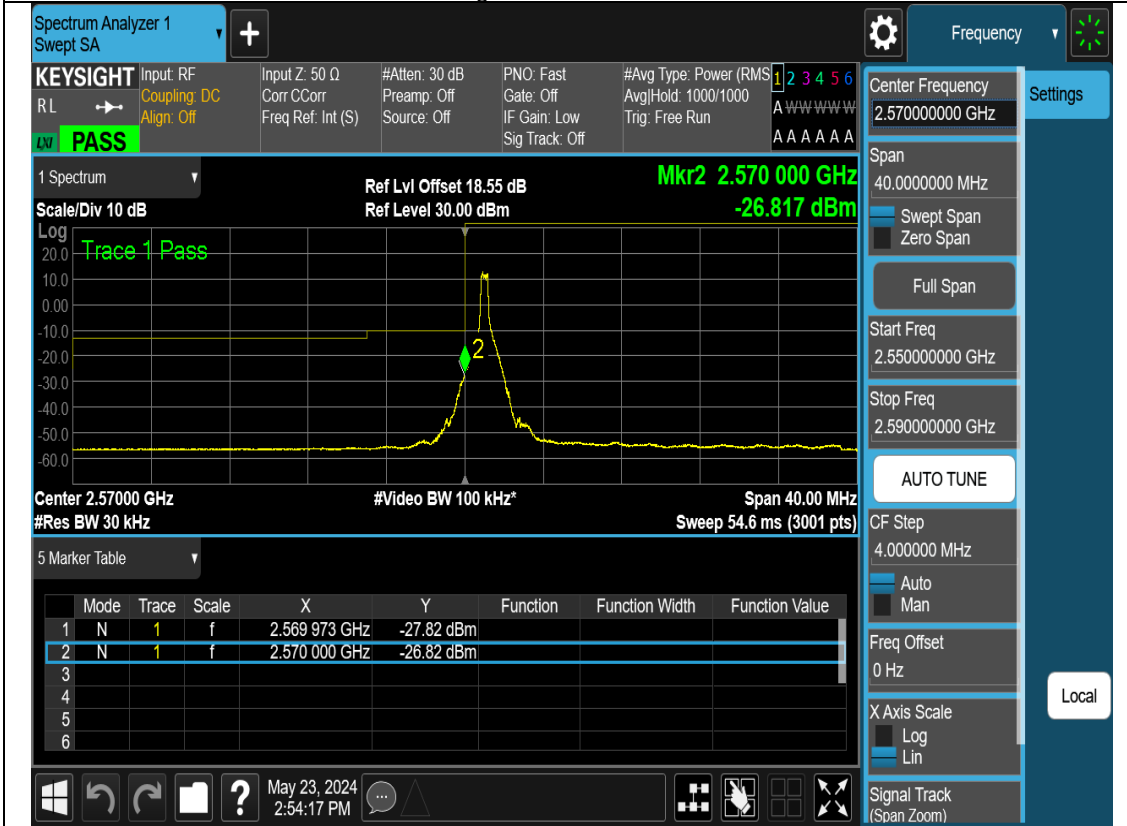 Spectrum Analyzer 1
Swept SA
+
Frequency
KEYSIGHT
RL
LXI
PASS
Input: RF
Coupling: DC
Align: Off
Input Z: 50 Ω
Corr CCorr
Freq Ref: Int (S)
#Atten: 30 dB
Preamp: Off
Source: Off
PNO: Fast
Gate: Off
IF Gain: Low
Sig Track: Off
#Avg Type: Power (RMS
Avg|Hold: 1000/1000
Trig: Free Run
1 2 3 4 5 6
A W W W W W
A A A A A A
1 Spectrum
Scale/Div 10 dB
Ref Lvl Offset 18.55 dB
Ref Level 30.00 dBm
Mkr2 2.570 000 GHz
-26.817 dBm
Log
Trace 1 Pass
20.0
10.0
0.00
-10.0
-20.0
-30.0
-40.0
-50.0
-60.0
2
Center 2.57000 GHz
#Video BW 100 kHz*
Span 40.00 MHz
#Res BW 30 kHz
Sweep 54.6 ms (3001 pts)
5 Marker Table
Mode Trace Scale X Y Function Function Width Function Value
1 N 1 f 2.569 973 GHz -27.82 dBm
2 N 1 f 2.570 000 GHz -26.82 dBm
3
4
5
6
Center Frequency
2.570000000 GHz
Settings
Span
40.0000000 MHz
Swept Span
Zero Span
Full Span
Start Freq
2.550000000 GHz
Stop Freq
2.590000000 GHz
AUTO TUNE
CF Step
4.000000 MHz
Auto
Man
Freq Offset
0 Hz
X Axis Scale
Log
Lin
Signal Track
(Span Zoom)
Local
?
May 23, 2024
2:54:17 PM